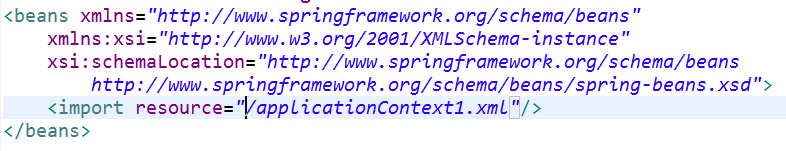 <beans xmlns="http://www.springframework.org/schema/beans"
xmlns:xsi="http://www.w3.org/2001/XMLSchema-instance"
xsi:schemaLocation="http://www.springframework.org/schema/beans
http://www.springframework.org/schema/beans/spring-beans.xsd">
<import resource="/applicationContext1.xml"/>
</beans>